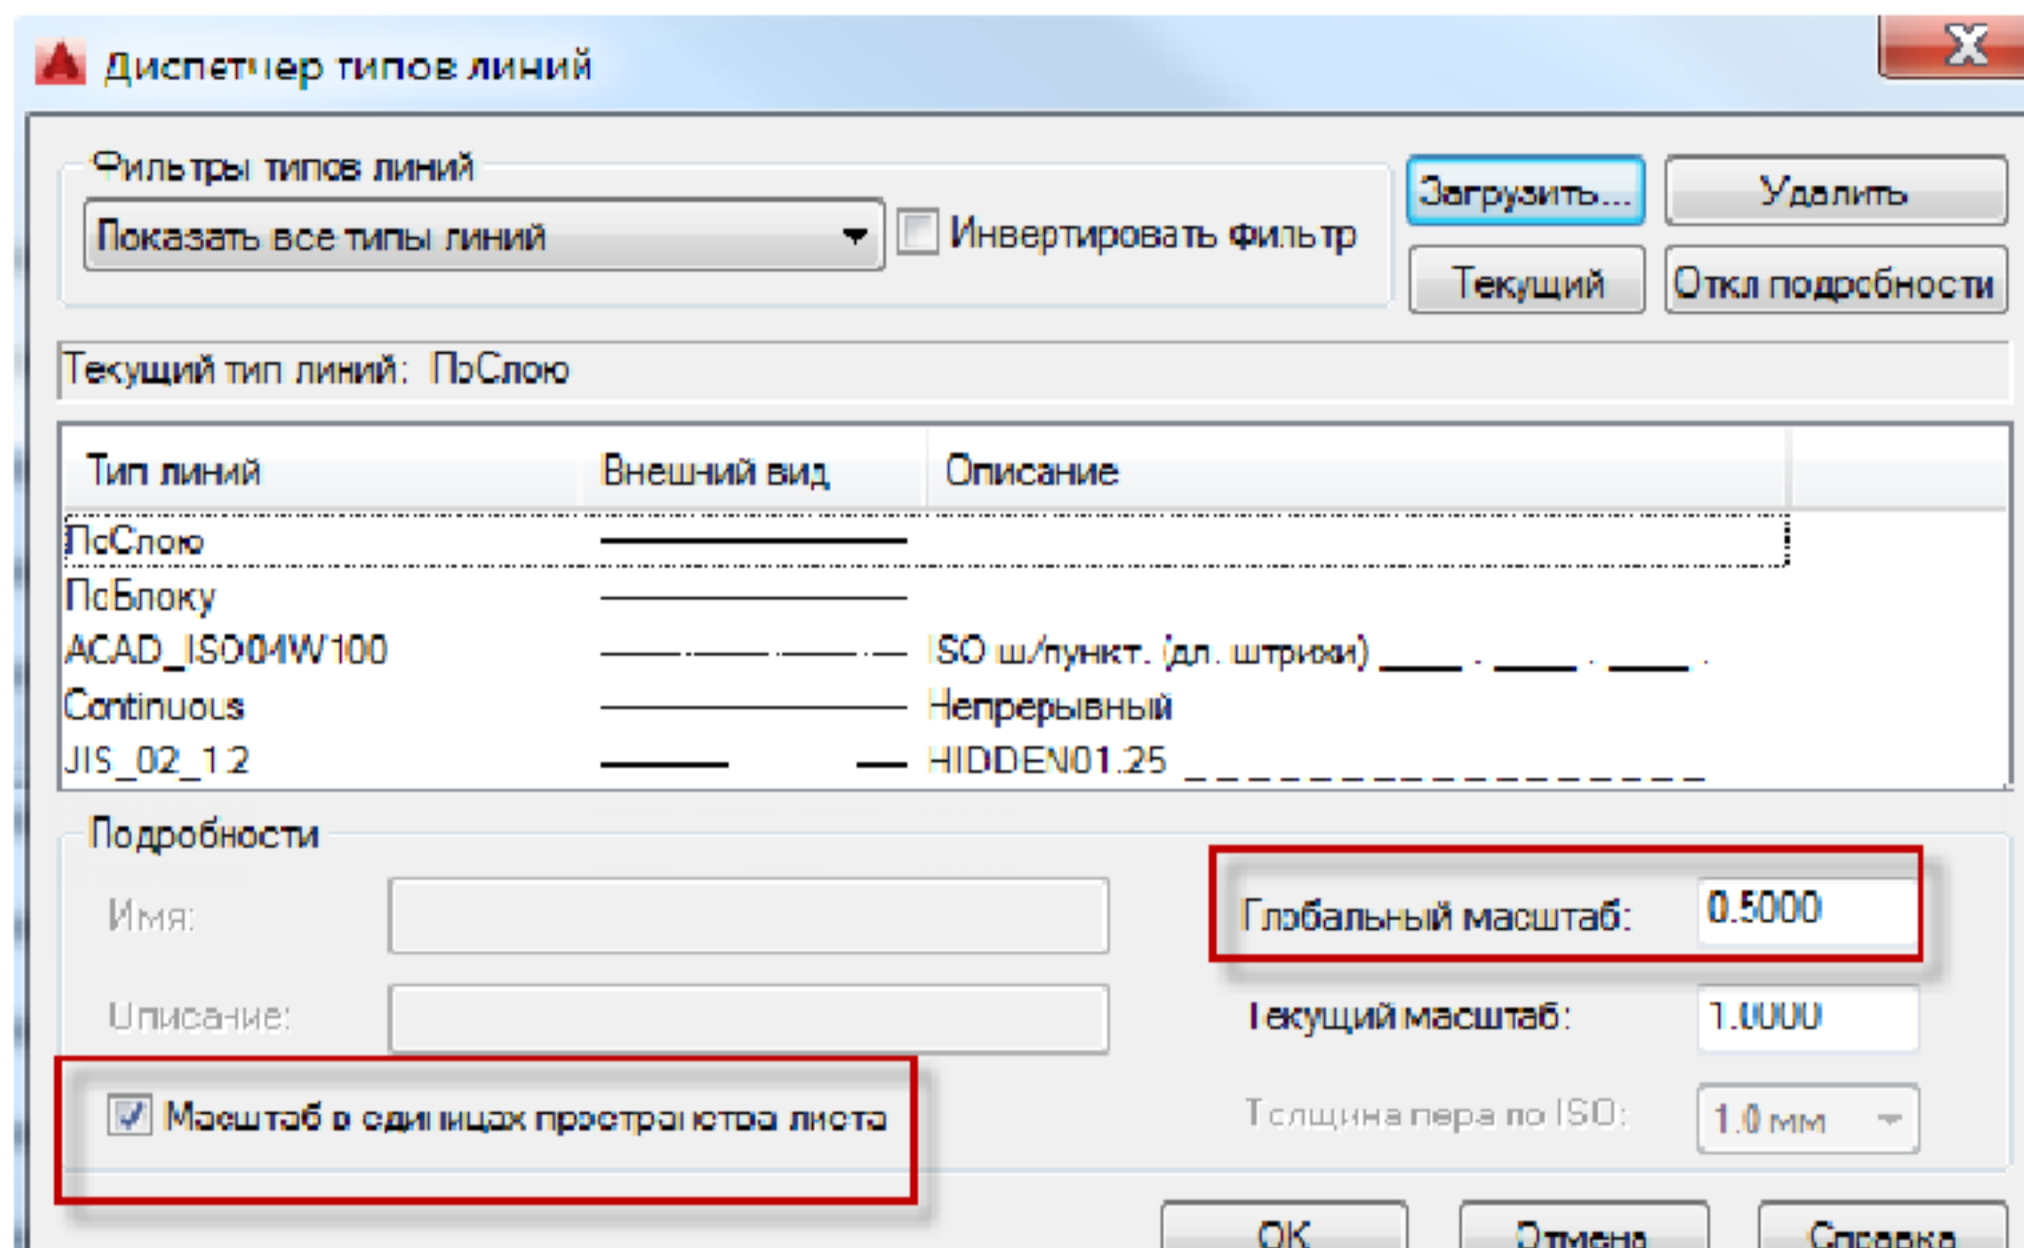 Диспетчер типов линий
Фильтры типов линий
Показать все типы линий
Инвертировать фильтр
Загрузить...
Удалить
Текущий
Откл подробности
Текущий тип линий: ПоСлою
Тип линий Внешний вид Описание
ПоСлою
ПоБлоку
ACAD_ISO04W100 ISO ш/пункт. (дл. штрихи) ____ . ____ . ____ .
Continuous Непрерывный
JIS_02_1.2 HIDDEN01.25 _ _ _ _ _ _ _ _ _ _ _ _ _ _
Подробности
Имя:
Глобальный масштаб: 0.5000
Описание:
Текущий масштаб: 1.0000
Масштаб в единицах пространства листа
Толщина пера по ISO: 1.0 мм
ОК Отмена Справка